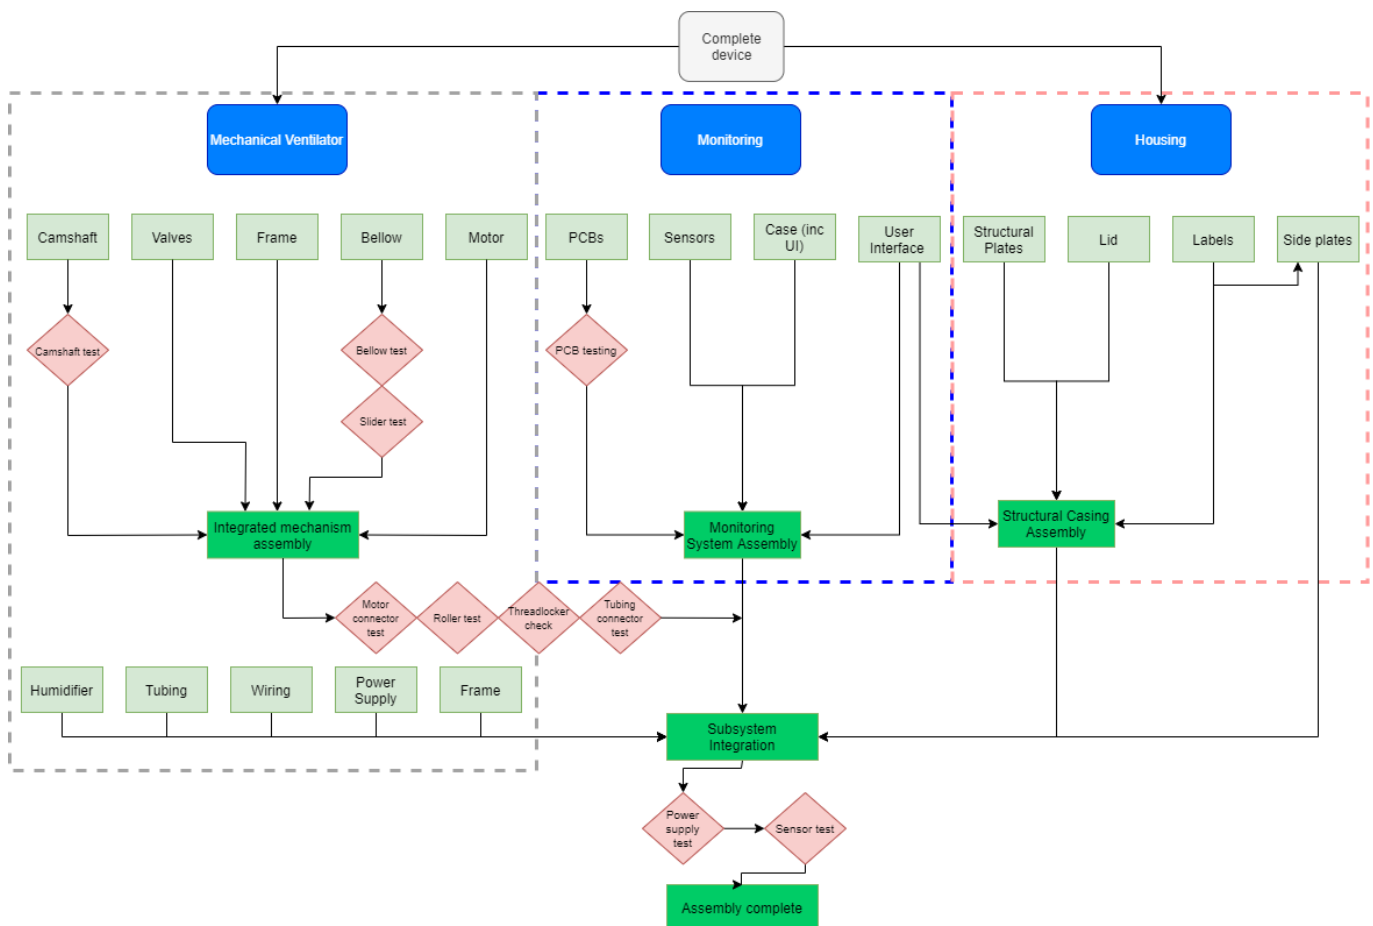 Complete
device
Mechanical Ventilator
Monitoring
Housing
Camshaft
Valves
Frame
Bellow
Motor
PCBs
Sensors
Case (inc
UI)
User
Interface
Structural
Plates
Lid
Labels
Side plates
Camshaft test
Bellow test
PCB testing
Slider test
Integrated mechanism
assembly
Monitoring
System Assembly
Structural Casing
Assembly
Motor
connector
test
Roller test
Threadlocker
check
Tubing
connector
test
Humidifier
Tubing
Wiring
Power
Supply
Frame
Subsystem
Integration
Power
supply
test
Sensor test
Assembly complete